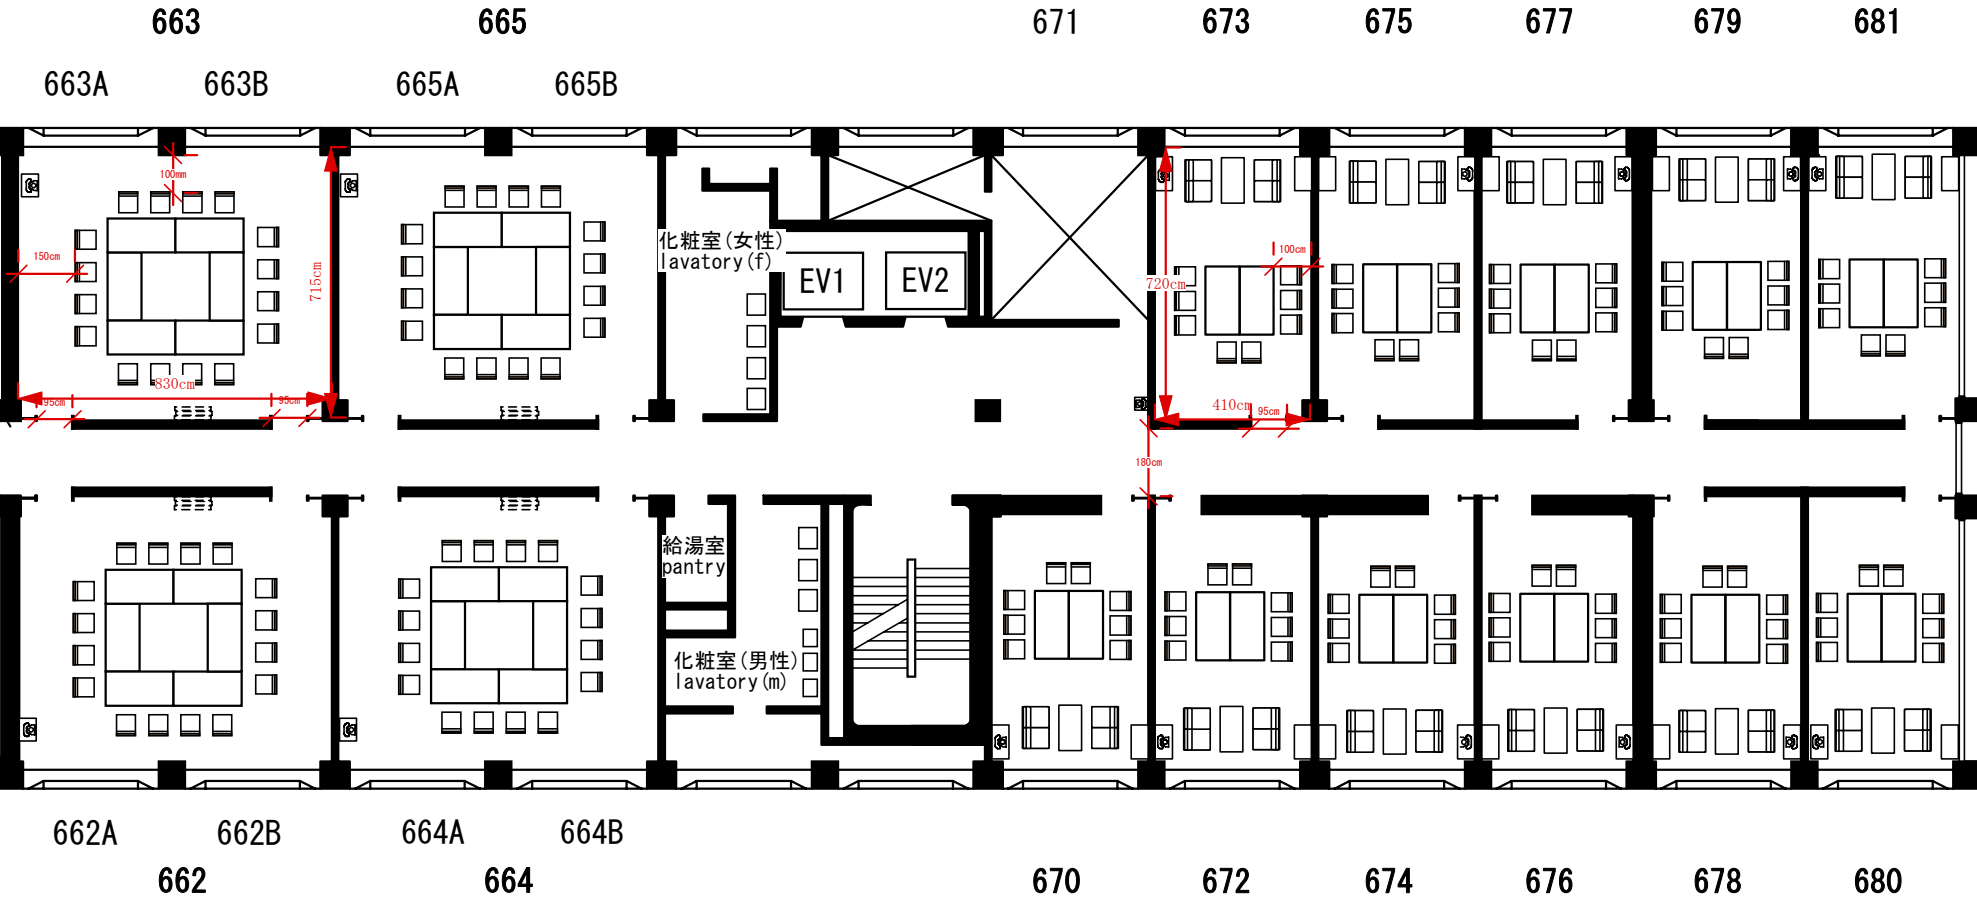 663
665
671
673
675
677
679
681
663A
663B
665A
665B
100mm
150cm
715cm
830cm
95cm
95cm
化粧室(女性)
lavatory(f)
EV1
EV2
100cm
720cm
410cm
95cm
180cm
給湯室
pantry
化粧室(男性)
lavatory(m)
662A
662B
664A
664B
662
664
670
672
674
676
678
680